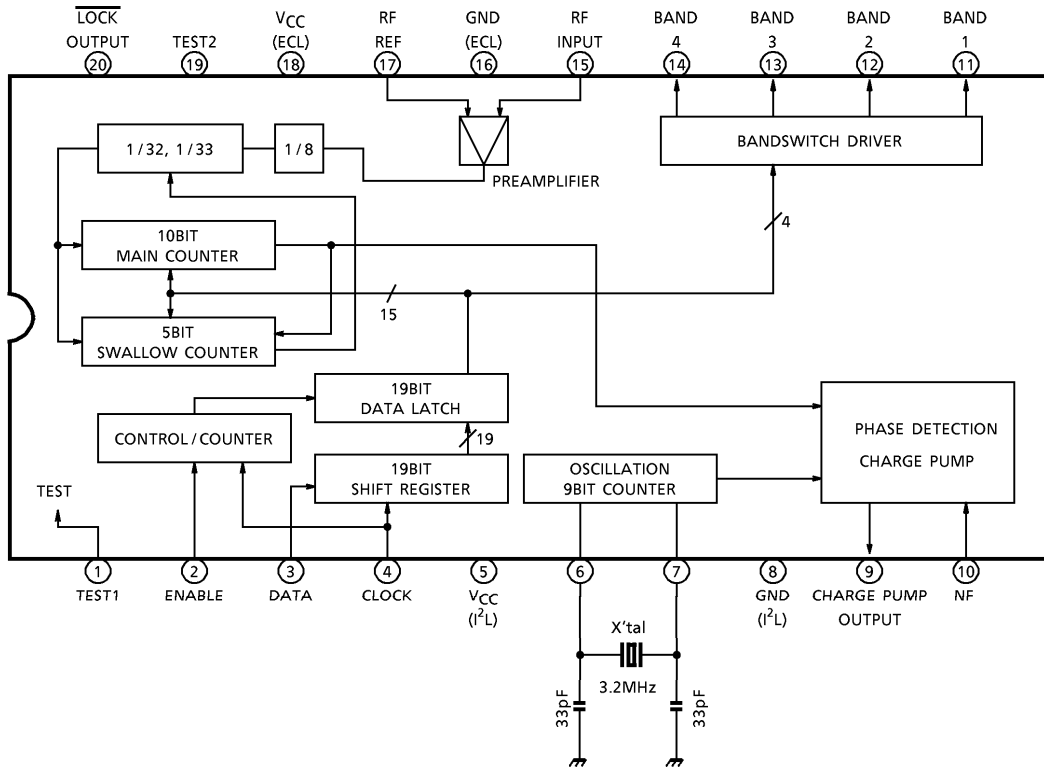 LOCK OUTPUT
20
TEST2
19
VCC (ECL)
18
RF REF
17
GND (ECL)
16
RF INPUT
15
BAND 4
14
BAND 3
13
BAND 2
12
BAND 1
11
1/32, 1/33
1/8
PREAMPLIFIER
BANDSWITCH DRIVER
4
10BIT
MAIN COUNTER
15
5BIT
SWALLOW COUNTER
19BIT
DATA LATCH
CONTROL/COUNTER
19
19BIT
SHIFT REGISTER
OSCILLATION
9BIT COUNTER
PHASE DETECTION
CHARGE PUMP
TEST
1
TEST1
2
ENABLE
3
DATA
4
CLOCK
5
VCC
(I²L)
6
7
8
GND
(I²L)
9
CHARGE PUMP
OUTPUT
10
NF
X'tal
3.2MHz
33pF
33pF